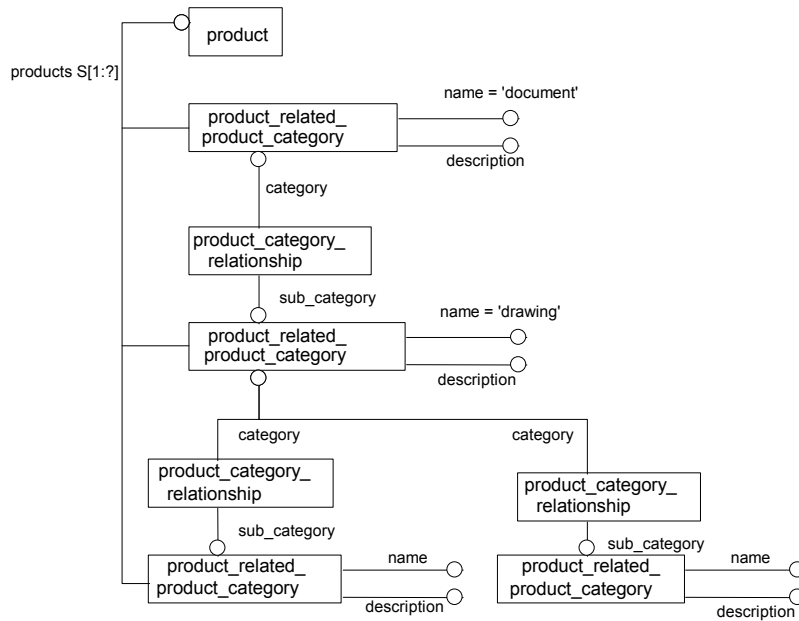 product
products S[1:?]
name = 'document'
product_related_
product_category
description
category
product_category_
relationship
sub_category
name = 'drawing'
product_related_
product_category
description
category
category
product_category_
relationship
product_category_
relationship
sub_category
sub_category
product_related_
product_category
name
description
product_related_
product_category
name
description